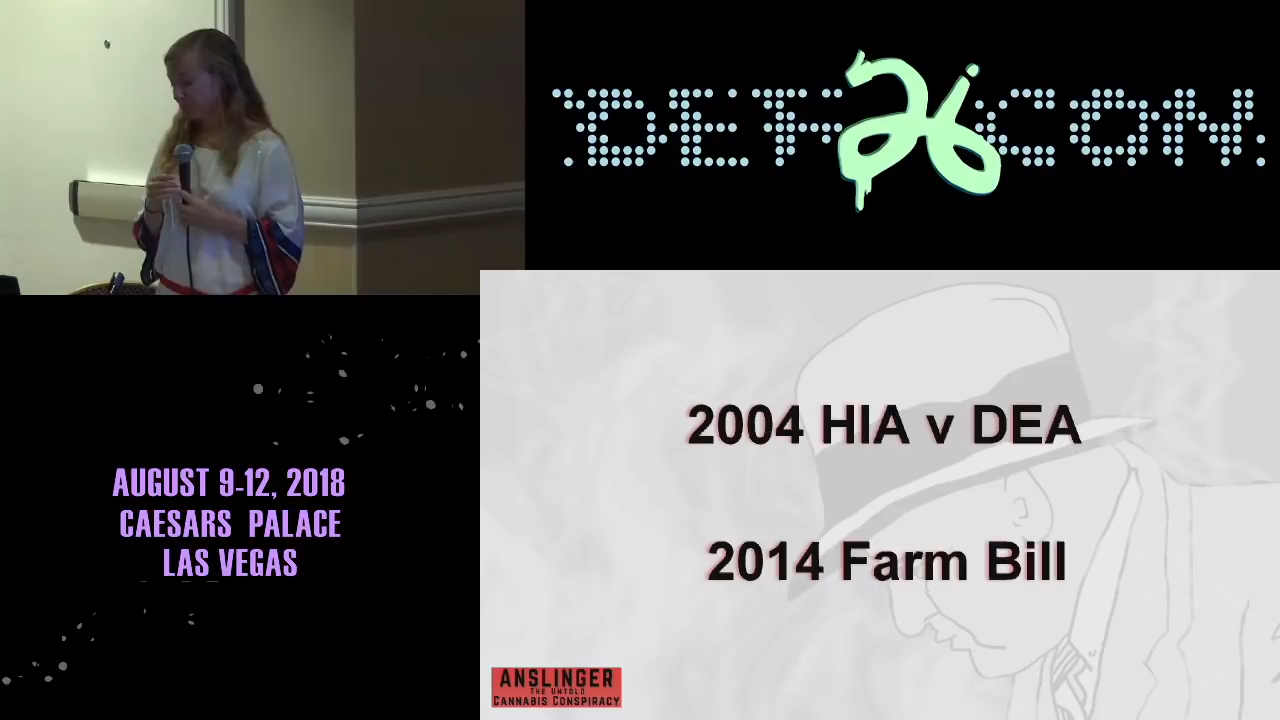 DEF 26 CON
2004 HIA v DEA
2014 Farm Bill
AUGUST 9-12, 2018
CAESARS PALACE
LAS VEGAS
ANSLINGER
THE UNTOLD
CANNABIS CONSPIRACY